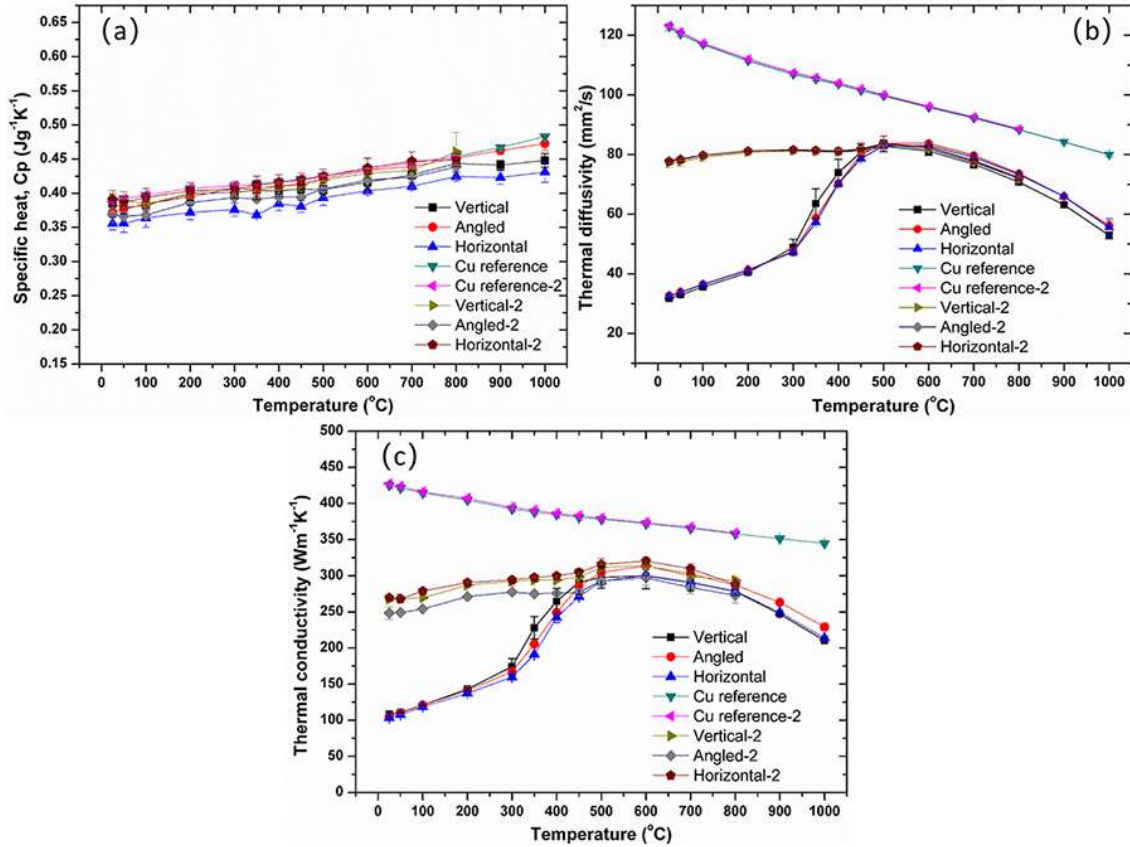 (a)
Specific heat, Cp (Jg⁻¹K⁻¹)
0.65
0.60
0.55
0.50
0.45
0.40
0.35
0.30
0.25
0.20
0.15
Vertical
Angled
Horizontal
Cu reference
Cu reference-2
Vertical-2
Angled-2
Horizontal-2
0 100 200 300 400 500 600 700 800 900 1000
Temperature (°C)
(b)
Thermal diffusivity (mm²/s)
120
100
80
60
40
20
Vertical
Angled
Horizontal
Cu reference
Cu reference-2
Vertical-2
Angled-2
Horizontal-2
0 100 200 300 400 500 600 700 800 900 1000
Temperature (°C)
(c)
Thermal conductivity (Wm⁻¹K⁻¹)
500
450
400
350
300
250
200
150
100
50
0
Vertical
Angled
Horizontal
Cu reference
Cu reference-2
Vertical-2
Angled-2
Horizontal-2
0 100 200 300 400 500 600 700 800 900 1000
Temperature (°C)